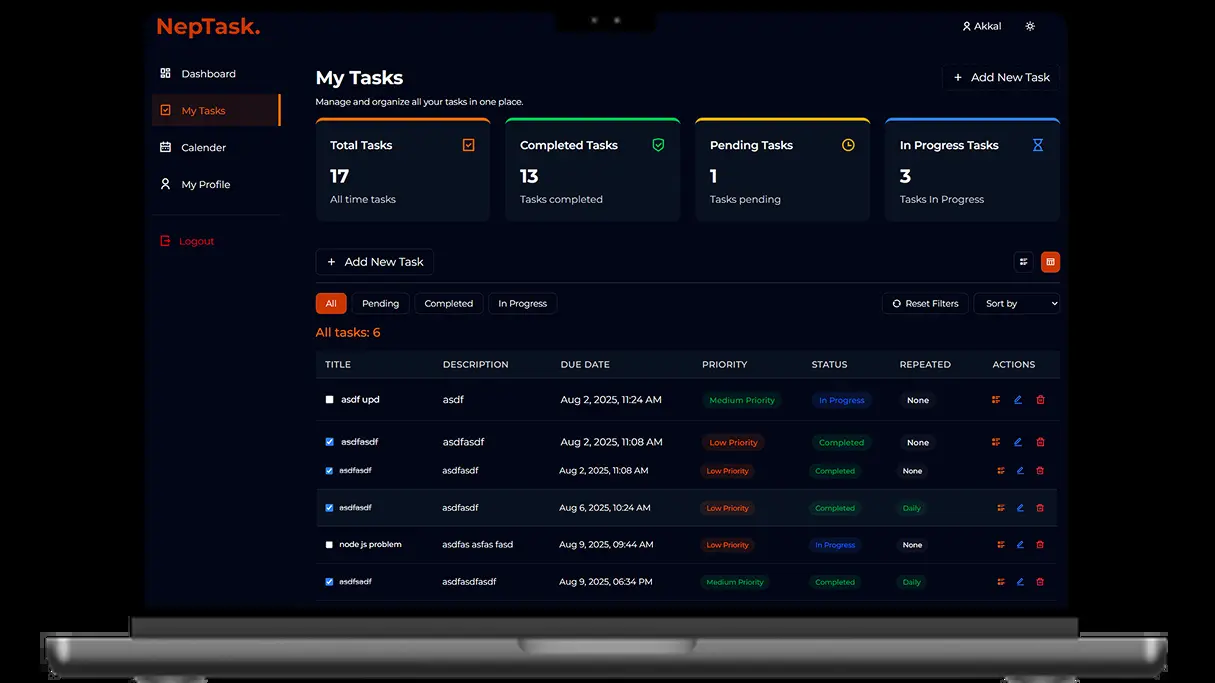 NepTask.
Akkal
Dashboard
My Tasks
Calender
My Profile
Logout
My Tasks
+ Add New Task
Manage and organize all your tasks in one place.
Total Tasks
17
All time tasks
Completed Tasks
13
Tasks completed
Pending Tasks
1
Tasks pending
In Progress Tasks
3
Tasks In Progress
+ Add New Task
All Pending Completed In Progress Reset Filters Sort by
All tasks: 6
TITLE DESCRIPTION DUE DATE PRIORITY STATUS REPEATED ACTIONS
asdf upd asdf Aug 2, 2025, 11:24 AM Medium Priority In Progress None
asdfasdf asdfasdf Aug 2, 2025, 11:08 AM Low Priority Completed None
asdfasdf asdfasdf Aug 2, 2025, 11:08 AM Low Priority Completed None
asdfasdf asdfasdf Aug 6, 2025, 10:24 AM Low Priority Completed Daily
node js problem asdfas asfas fasd Aug 9, 2025, 09:44 AM Low Priority In Progress None
asdfsadf asdfasdfasdf Aug 9, 2025, 06:34 PM Medium Priority Completed Daily